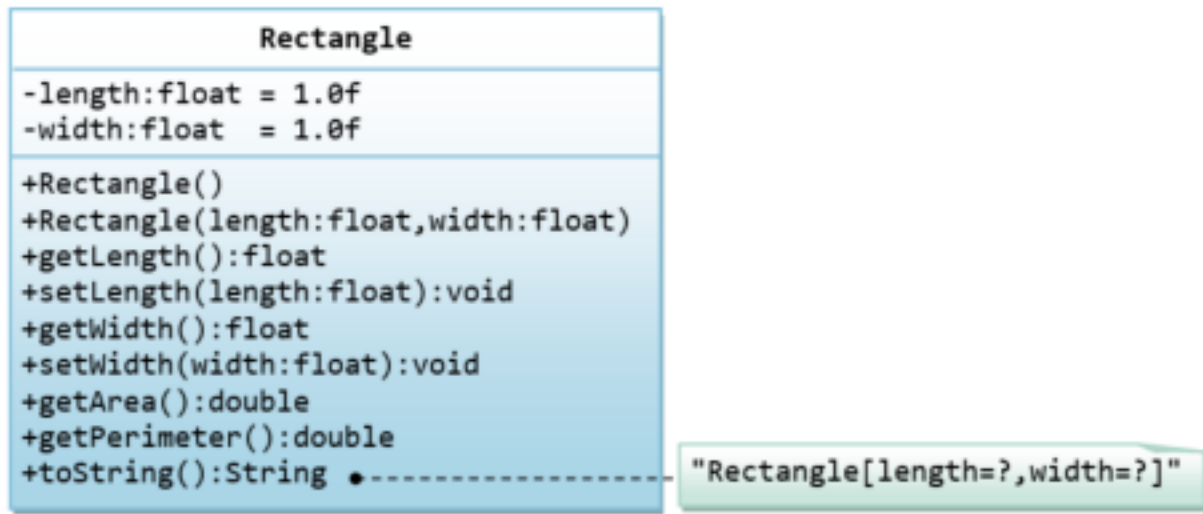 Rectangle
-length:float = 1.0f
-width:float  = 1.0f
+Rectangle()
+Rectangle(length:float,width:float)
+getLength():float
+setLength(length:float):void
+getWidth():float
+setWidth(width:float):void
+getArea():double
+getPerimeter():double
+toString():String
"Rectangle[length=?,width=?]"